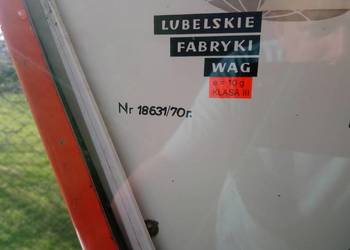 LUBELSKIE
FABRYKI
WAG
e = 10 g
KLASA III
Nr 18631/70r.